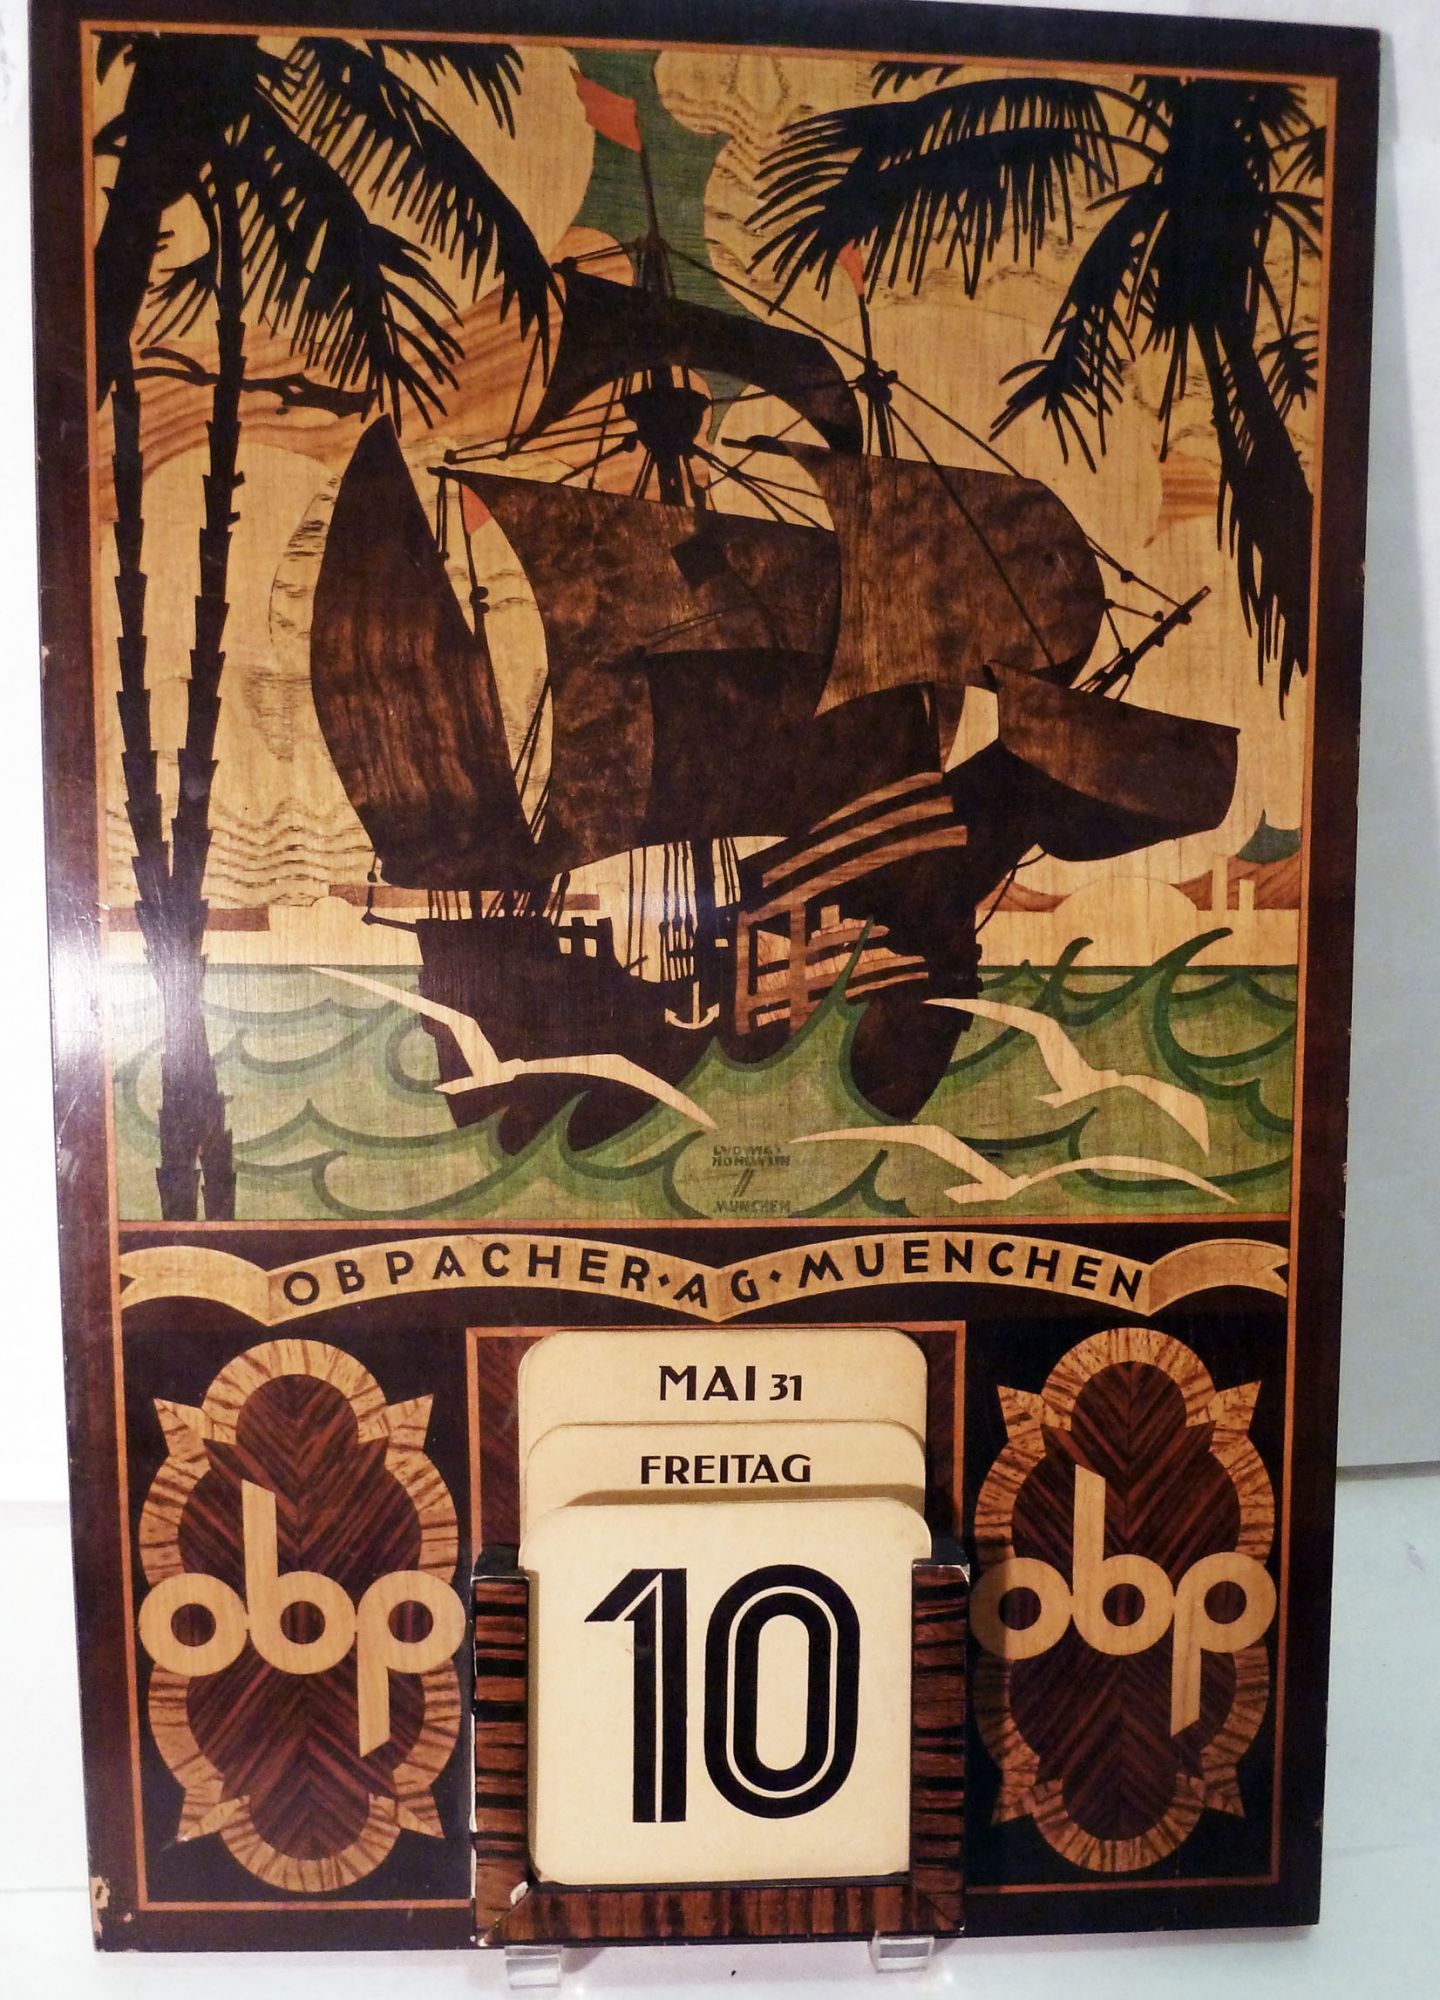 LUDWIG
HOHLWEIN
MÜNCHEN
OBPACHER·AG·MUENCHEN
MAI 31
FREITAG
10
obp
obp